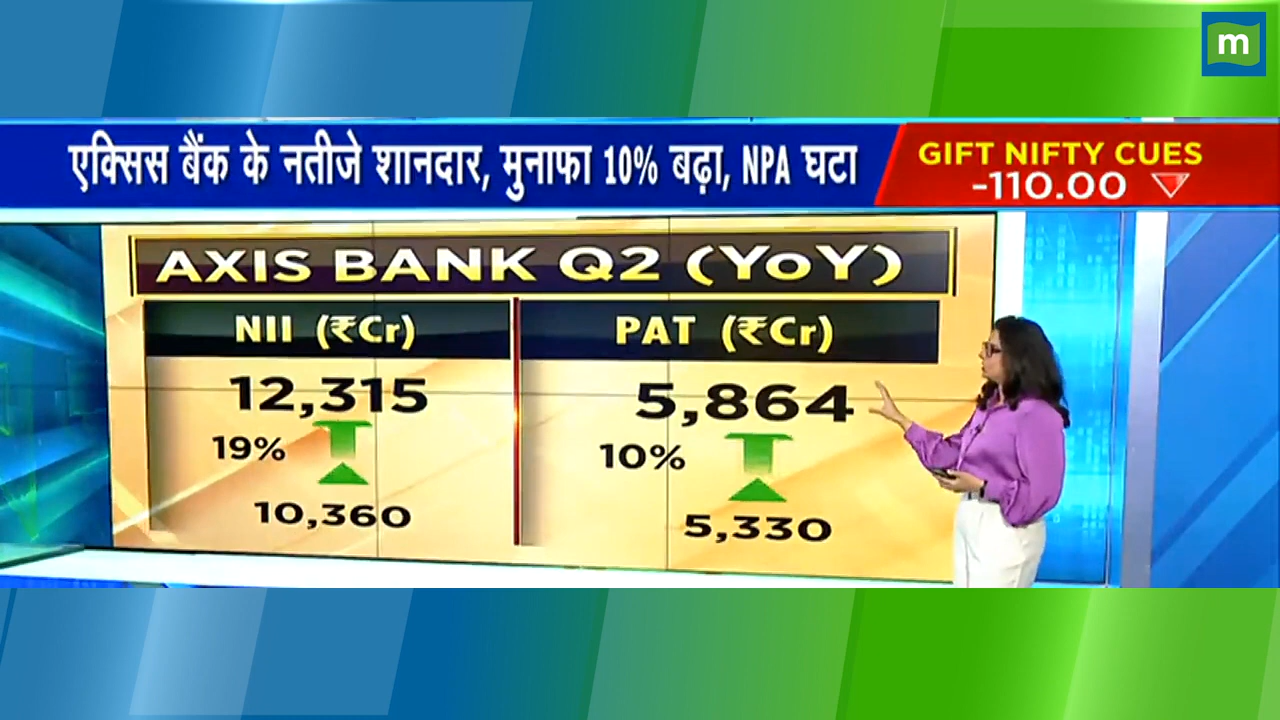 m
एक्सिस बैंक के नतीजे शानदार, मुनाफा 10% बढ़ा, NPA घटा
GIFT NIFTY CUES
-110.00
AXIS BANK Q2 (YoY)
NII (₹Cr)
PAT (₹Cr)
12,315
5,864
19%
10%
10,360
5,330